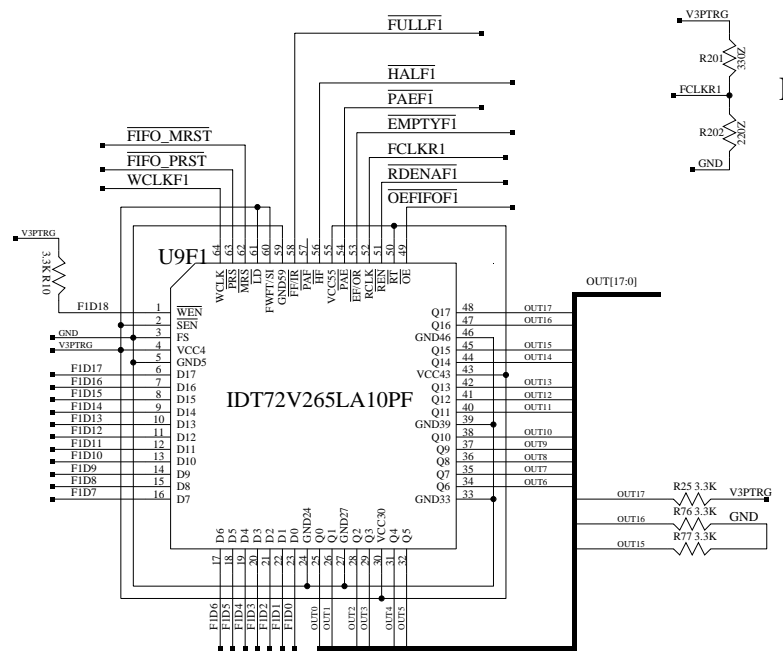 FULLF1
HALF1
PAEF1
EMPTYF1
FCLKR1
RDENAF1
OEFIFOF1
FIFO_MRST
FIFO_PRST
WCLKF1
V3PTRG
R201
330Z
FCLKR1
R202
220Z
GND
V3PTRG
3.3K R10
F1D18
U9F1
64 63 62 61 60 59 58 57 56 55 54 53 52 51 50 49
WCLK PRS MRS LD FWFT/SI GND59 FF/IR PAF HF VCC55 PAE EF/OR RCLK REN RT OE
IDT72V265LA10PF
1 WEN
2 SEN
GND 3 FS
V3PTRG 4 VCC4
5 GND5
F1D17 6 D17
F1D16 7 D16
F1D15 8 D15
F1D14 9 D14
F1D13 10 D13
F1D12 11 D12
F1D11 12 D11
F1D10 13 D10
F1D9 14 D9
F1D8 15 D8
F1D7 16 D7
Q17 48 OUT17
Q16 47 OUT16
GND46 46
Q15 45 OUT15
Q14 44 OUT14
VCC43 43
Q13 42 OUT13
Q12 41 OUT12
Q11 40 OUT11
GND39 39
Q10 38 OUT10
Q9 37 OUT9
Q8 36 OUT8
Q7 35 OUT7
Q6 34 OUT6
GND33 33
OUT[17:0]
OUT17 R25 3.3K V3PTRG
OUT16 R76 3.3K GND
OUT15 R77 3.3K
D6 D5 D4 D3 D2 D1 D0 GND24 Q0 Q1 GND27 Q2 Q3 VCC30 Q4 Q5
17 18 19 20 21 22 23 24 25 26 27 28 29 30 31 32
F1D6 F1D5 F1D4 F1D3 F1D2 F1D1 F1D0 OUT0 OUT1 OUT2 OUT3 OUT4 OUT5